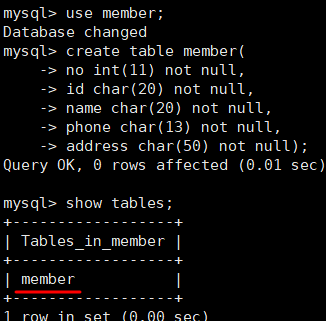 mysql> use member;
Database changed
mysql> create table member(
    -> no int(11) not null,
    -> id char(20) not null,
    -> name char(20) not null,
    -> phone char(13) not null,
    -> address char(50) not null);
Query OK, 0 rows affected (0.01 sec)

mysql> show tables;
+------------------+
| Tables_in_member |
+------------------+
| member           |
+------------------+
1 row in set (0.00 sec)